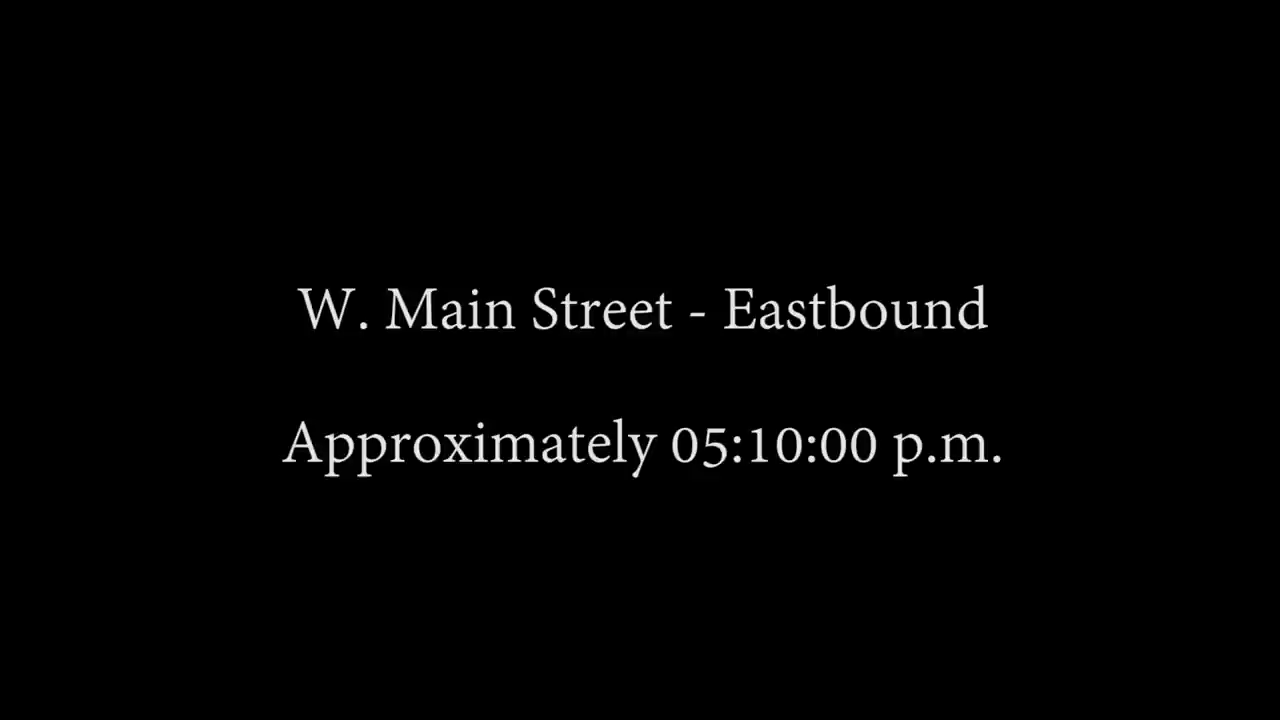 W. Main Street - Eastbound
Approximately 05:10:00 p.m.